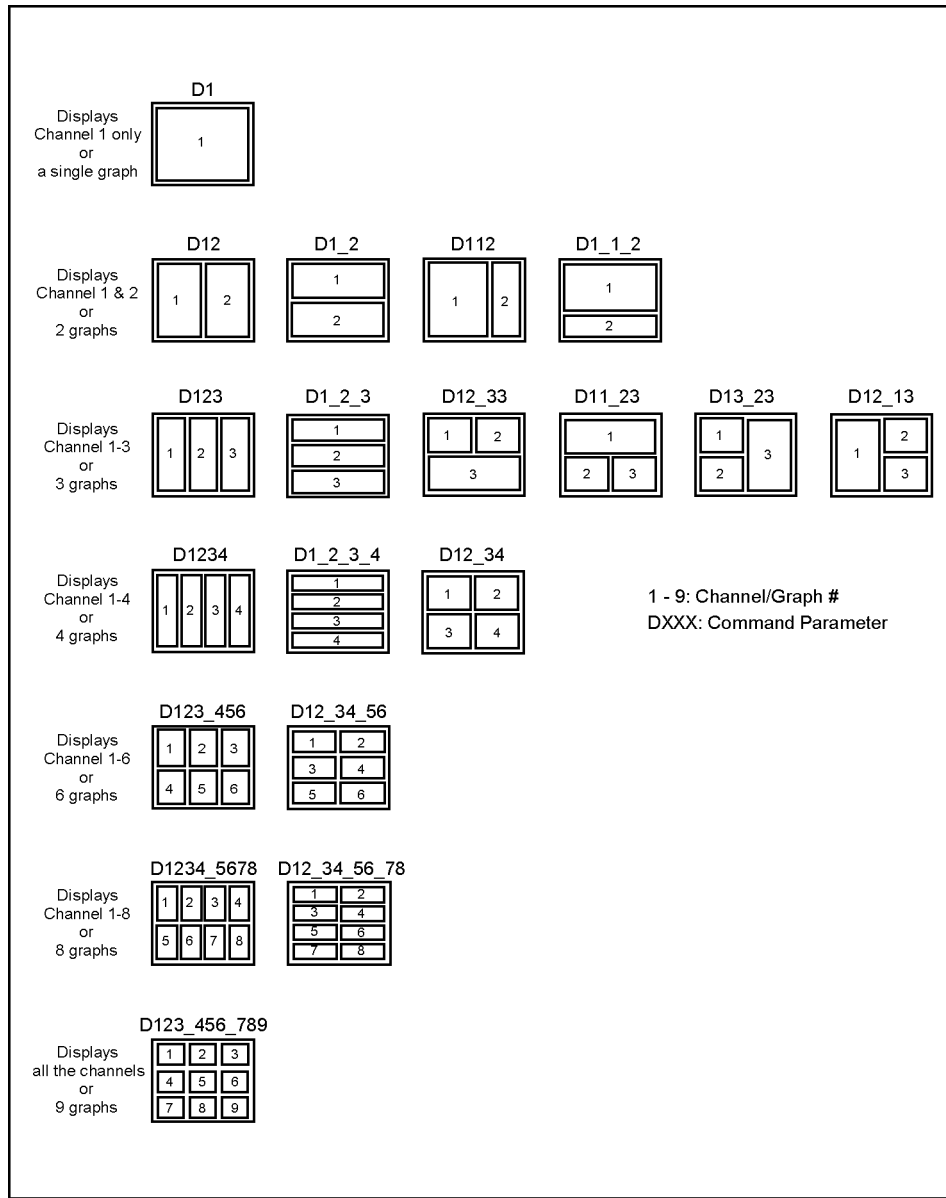 D1
Displays
Channel 1 only
or
a single graph
1
D12 D1_2 D112 D1_1_2
Displays
Channel 1 & 2
or
2 graphs
1 2
1
2
1 2
1
2
D123 D1_2_3 D12_33 D11_23 D13_23 D12_13
Displays
Channel 1-3
or
3 graphs
1 2 3
1
2
3
1 2
3
1
2 3
1
2
3
1
2
3
D1234 D1_2_3_4 D12_34
Displays
Channel 1-4
or
4 graphs
1 2 3 4
1
2
3
4
1 2
3 4
1 - 9: Channel/Graph #
DXXX: Command Parameter
D123_456 D12_34_56
Displays
Channel 1-6
or
6 graphs
1 2 3
4 5 6
1 2
3 4
5 6
D1234_5678 D12_34_56_78
Displays
Channel 1-8
or
8 graphs
1 2 3 4
5 6 7 8
1 2
3 4
5 6
7 8
D123_456_789
Displays
all the channels
or
9 graphs
1 2 3
4 5 6
7 8 9